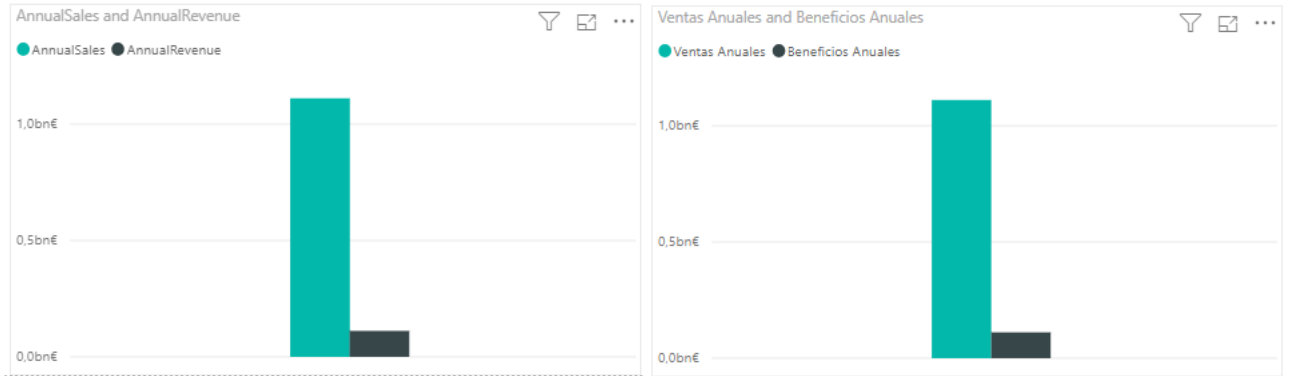 AnnualSales and AnnualRevenue
AnnualSales AnnualRevenue
1,0bn€
0,5bn€
0,0bn€
Ventas Anuales and Beneficios Anuales
Ventas Anuales Beneficios Anuales
1,0bn€
0,5bn€
0,0bn€